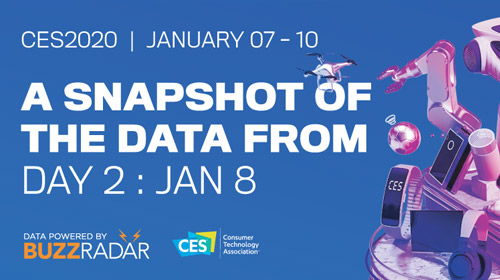 CES2020 | JANUARY 07 - 10
A SNAPSHOT OF
THE DATA FROM
DAY 2 : JAN 8
DATA POWERED BY
BUZZRADAR
CES
Consumer
Technology
Association
CES